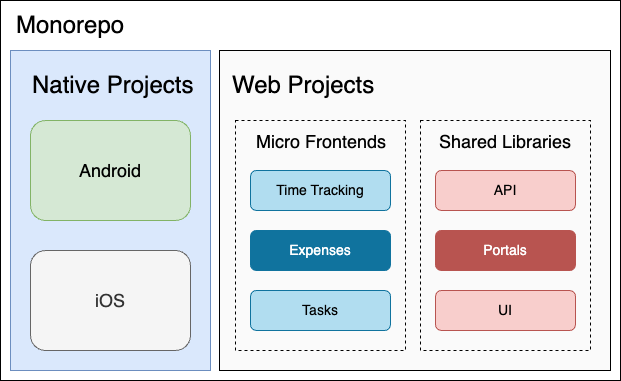 Monorepo
Native Projects
Android
iOS
Web Projects
Micro Frontends
Time Tracking
Expenses
Tasks
Shared Libraries
API
Portals
UI